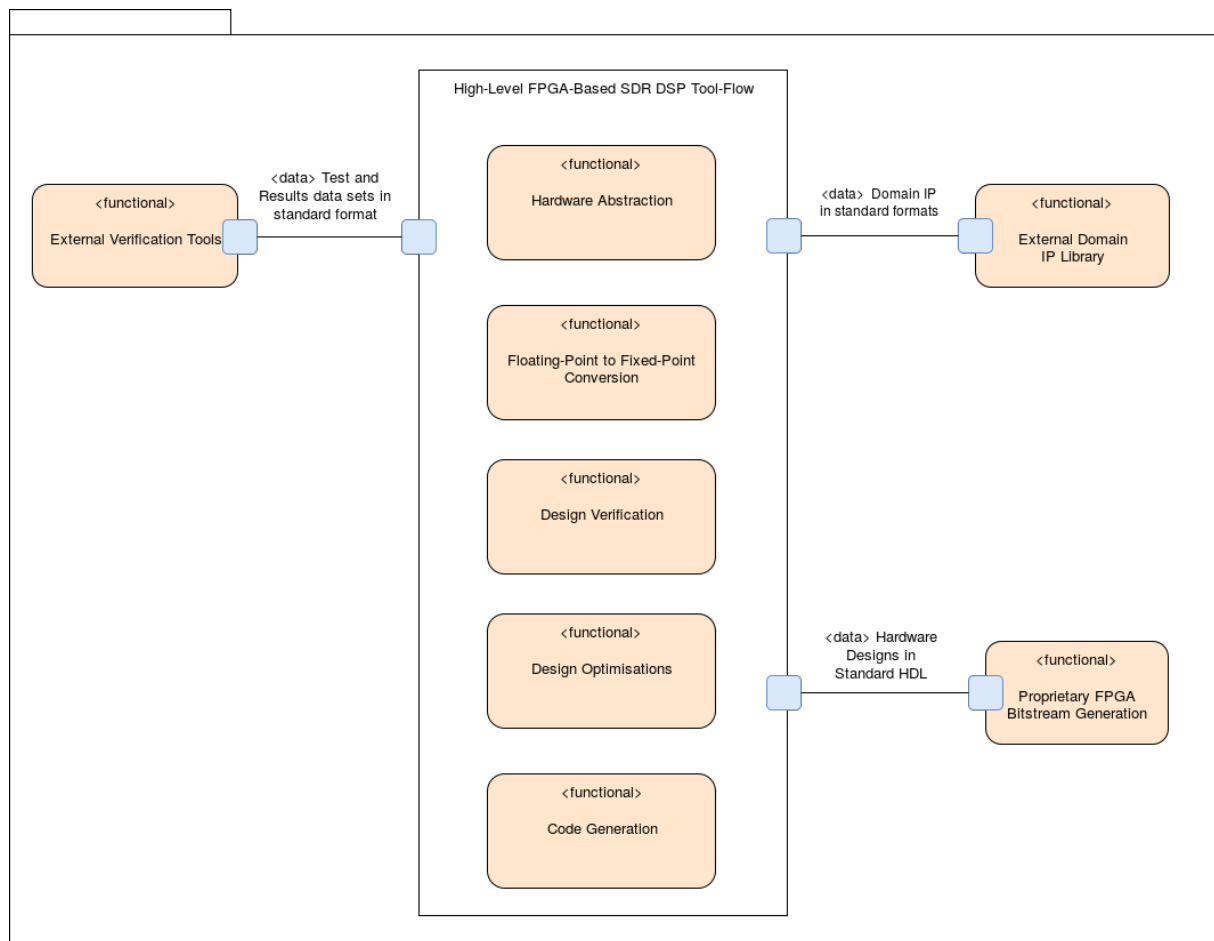 High-Level FPGA-Based SDR DSP Tool-Flow
<functional>
External Verification Tools
<data> Test and
Results data sets in
standard format
<functional>
Hardware Abstraction
<functional>
Floating-Point to Fixed-Point
Conversion
<functional>
Design Verification
<functional>
Design Optimisations
<functional>
Code Generation
<data> Domain IP
in standard formats
<functional>
External Domain
IP Library
<data> Hardware
Designs in
Standard HDL
<functional>
Proprietary FPGA
Bitstream Generation